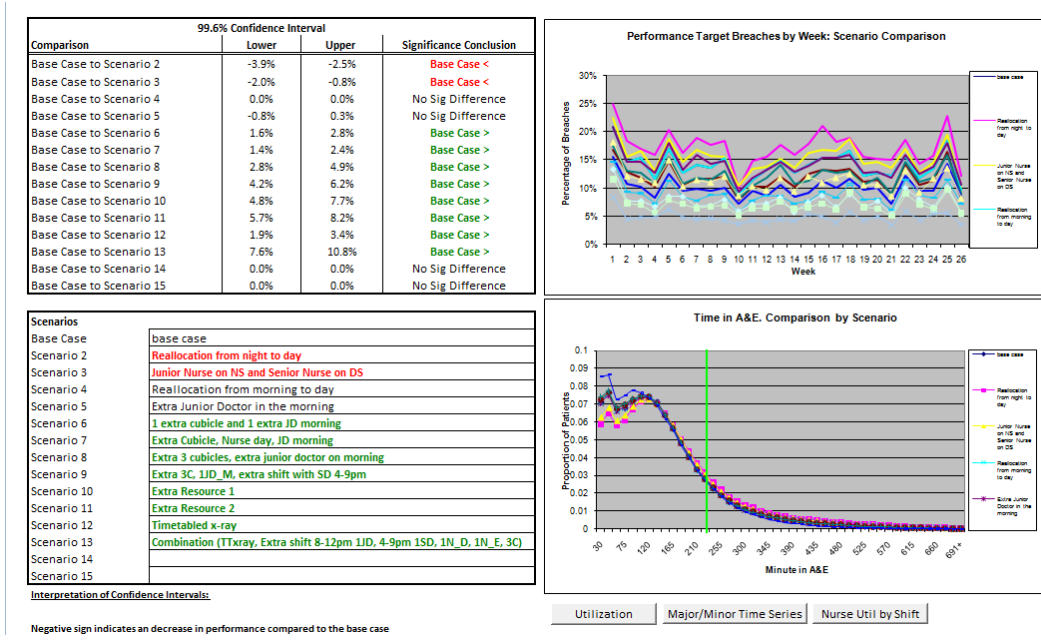 99.6% Confidence Interval
Comparison Lower Upper Significance Conclusion
Base Case to Scenario 2 -3.9% -2.5% Base Case <
Base Case to Scenario 3 -2.0% -0.8% Base Case <
Base Case to Scenario 4 0.0% 0.0% No Sig Difference
Base Case to Scenario 5 -0.8% 0.3% No Sig Difference
Base Case to Scenario 6 1.6% 2.8% Base Case >
Base Case to Scenario 7 1.4% 2.4% Base Case >
Base Case to Scenario 8 2.8% 4.9% Base Case >
Base Case to Scenario 9 4.2% 6.2% Base Case >
Base Case to Scenario 10 4.8% 7.7% Base Case >
Base Case to Scenario 11 5.7% 8.2% Base Case >
Base Case to Scenario 12 1.9% 3.4% Base Case >
Base Case to Scenario 13 7.6% 10.8% Base Case >
Base Case to Scenario 14 0.0% 0.0% No Sig Difference
Base Case to Scenario 15 0.0% 0.0% No Sig Difference
Scenarios
Base Case base case
Scenario 2 Reallocation from night to day
Scenario 3 Junior Nurse on NS and Senior Nurse on DS
Scenario 4 Reallocation from morning to day
Scenario 5 Extra Junior Doctor in the morning
Scenario 6 1 extra cubicle and 1 extra JD morning
Scenario 7 Extra Cubicle, Nurse day, JD morning
Scenario 8 Extra 3 cubicles, extra junior doctor on morning
Scenario 9 Extra 3C, 1JD_M, extra shift with SD 4-9pm
Scenario 10 Extra Resource 1
Scenario 11 Extra Resource 2
Scenario 12 Timetabled x-ray
Scenario 13 Combination (TTxray, Extra shift 8-12pm 1JD, 4-9pm 1SD, 1N_D, 1N_E, 3C)
Scenario 14
Scenario 15
Interpretation of Confidence Intervals:
Negative sign indicates an decrease in performance compared to the base case
Performance Target Breaches by Week: Scenario Comparison
Percentage of Breaches
30%
25%
20%
15%
10%
5%
0%
1 2 3 4 5 6 7 8 9 10 11 12 13 14 15 16 17 18 19 20 21 22 23 24 25 26
Week
base case
Reallocation
from night to
day
Junior Nurse
on NS and
Senior Nurse
on DS
Reallocation
from morning
to day
Time in A&E. Comparison by Scenario
Proportion of Patients
0.1
0.09
0.08
0.07
0.06
0.05
0.04
0.03
0.02
0.01
0
30 75 120 165 210 255 300 345 390 435 480 525 570 615 660 691+
Minute in A&E
base case
Reallocation
from night to
day
Junior Nurse
on NS and
Senior Nurse
on DS
Reallocation
from morning
to day
Extra Junior
Doctor in the
morning
Utilization
Major/Minor Time Series
Nurse Util by Shift